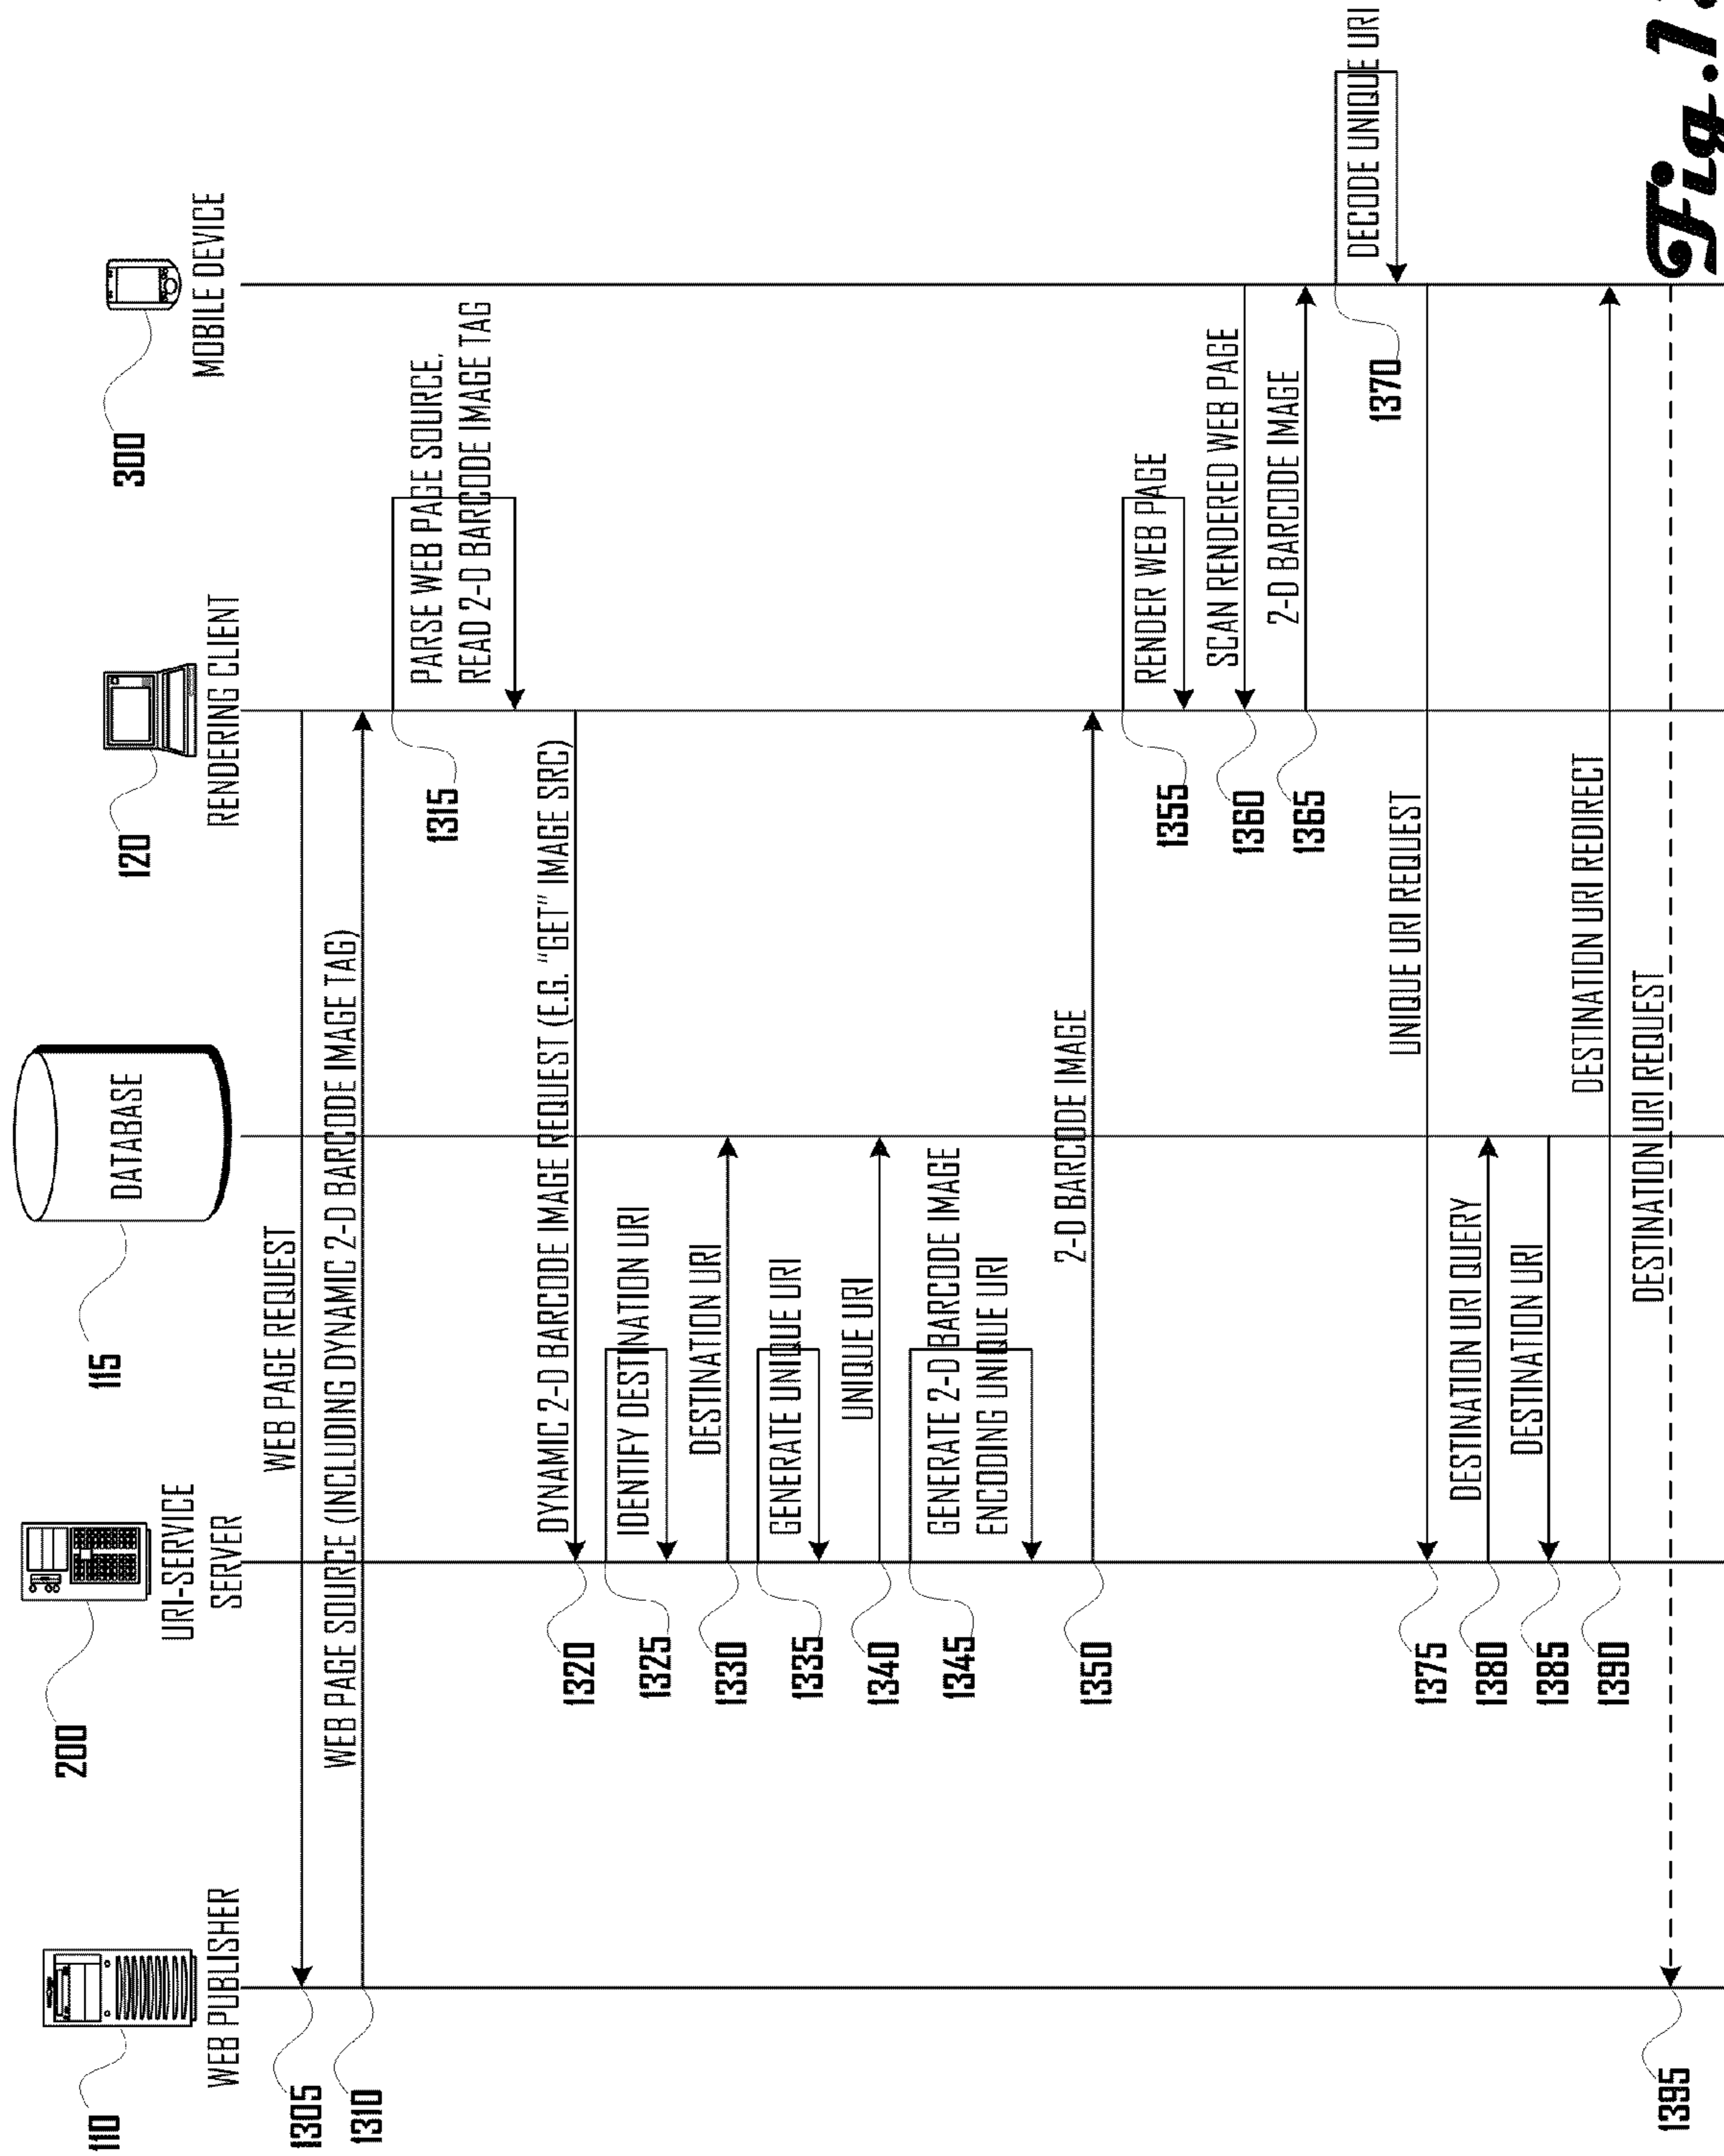 110
WEB PUBLISHER
200
URI-SERVICE
SERVER
115
DATABASE
120
RENDERING CLIENT
300
MOBILE DEVICE
1305
WEB PAGE REQUEST
1310
WEB PAGE SOURCE (INCLUDING DYNAMIC 2-D BARCODE IMAGE TAG)
1315
PARSE WEB PAGE SOURCE,
READ 2-D BARCODE IMAGE TAG
1320
DYNAMIC 2-D BARCODE IMAGE REQUEST (E.G. "GET" IMAGE SRC)
1325
IDENTIFY DESTINATION URI
1330
DESTINATION URI
1335
GENERATE UNIQUE URI
1340
UNIQUE URI
1345
GENERATE 2-D BARCODE IMAGE
ENCODING UNIQUE URI
1350
2-D BARCODE IMAGE
1355
RENDER WEB PAGE
1360
SCAN RENDERED WEB PAGE
1365
2-D BARCODE IMAGE
1370
DECODE UNIQUE URI
1375
UNIQUE URI REQUEST
1380
DESTINATION URI QUERY
1385
DESTINATION URI
1390
DESTINATION URI REDIRECT
1395
DESTINATION URI REQUEST
Fig.1